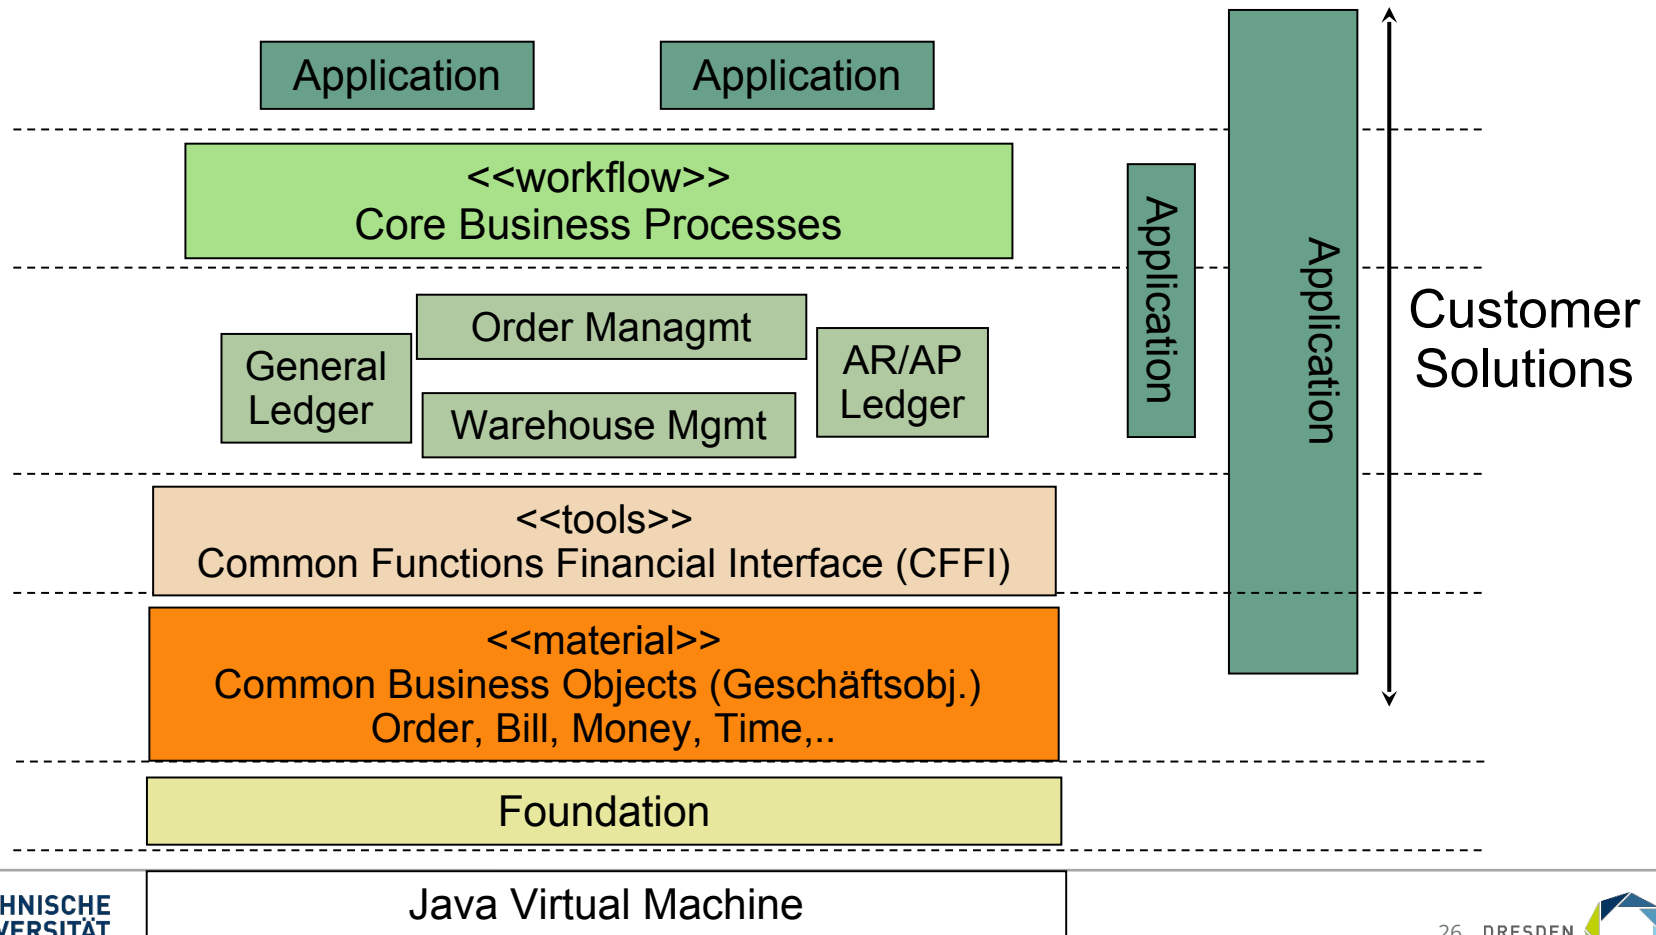 Application
Application
<<workflow>>
Core Business Processes
Application
Application
Customer
Solutions
Order Managmt
General
Ledger
AR/AP
Ledger
Warehouse Mgmt
<<tools>>
Common Functions Financial Interface (CFFI)
<<material>>
Common Business Objects (Geschäftsobj.)
Order, Bill, Money, Time,..
Foundation
Java Virtual Machine
HNISCHE
VERSITÄT
26 DRESDEN